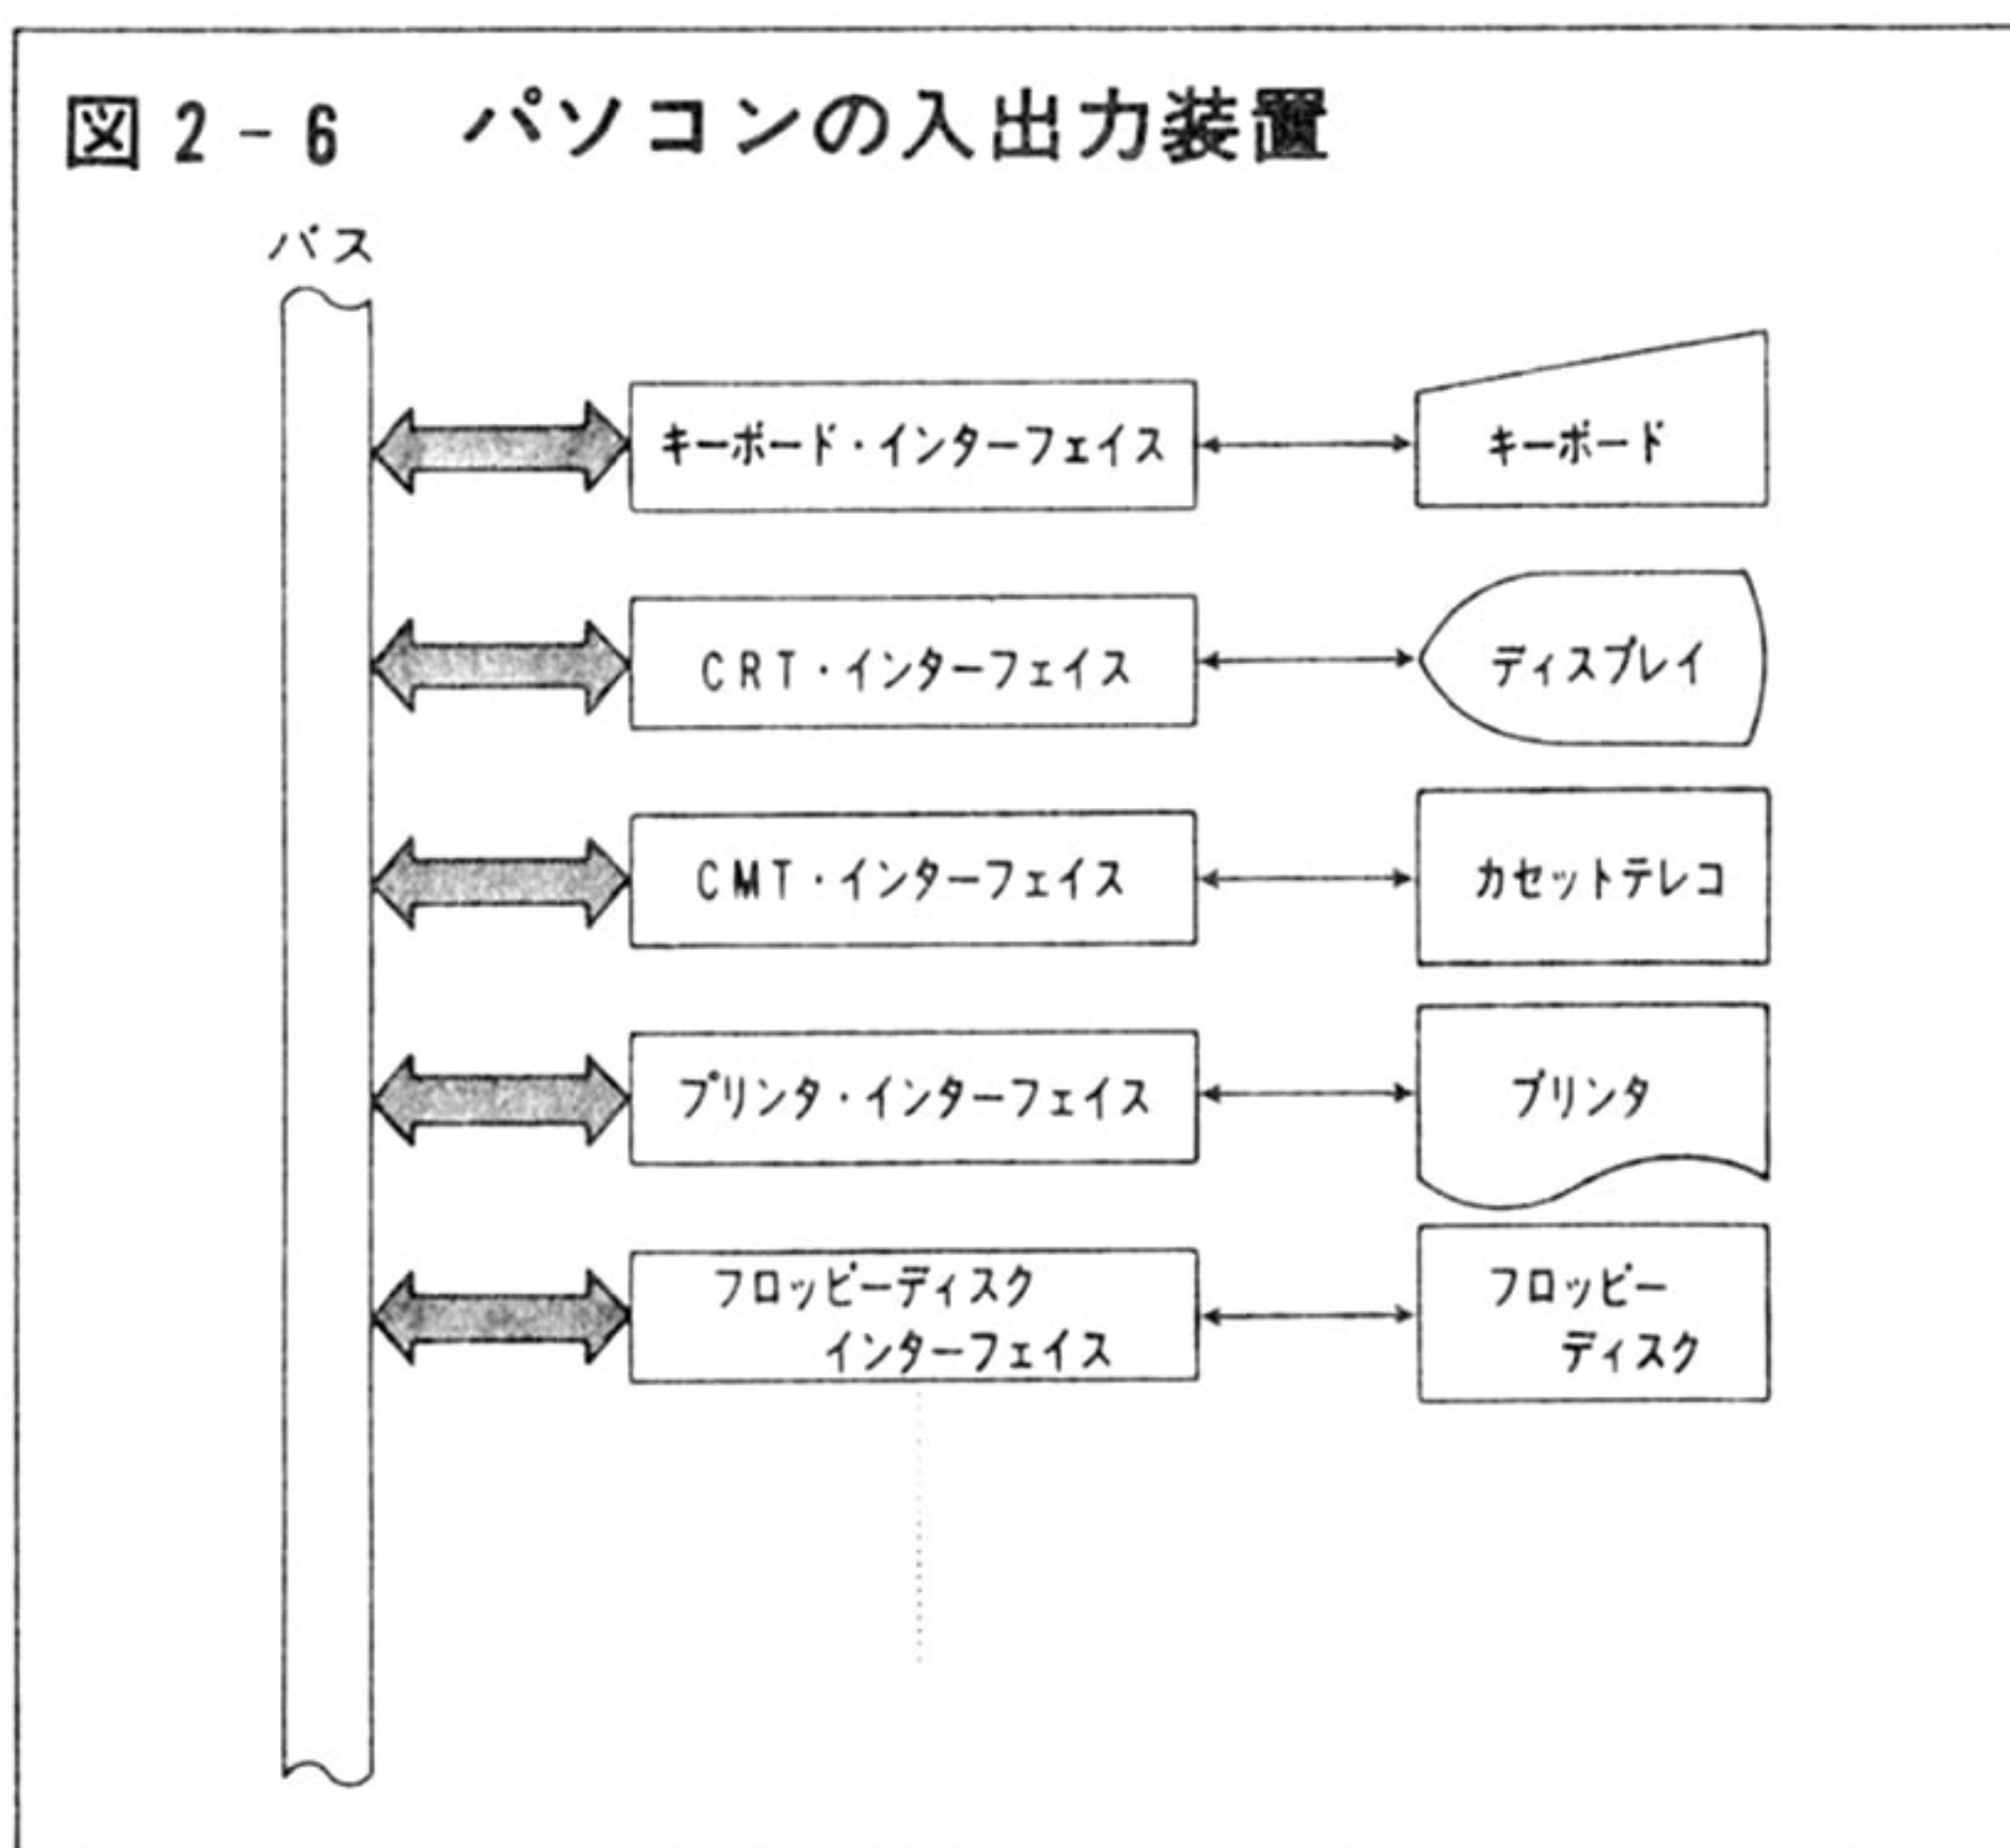 図2-6 パソコンの入出力装置
バス
キーボード・インターフェイス
キーボード
CRT・インターフェイス
ディスプレイ
CMT・インターフェイス
カセットテレコ
プリンタ・インターフェイス
プリンタ
フロッピーディスク
インターフェイス
フロッピー
ディスク